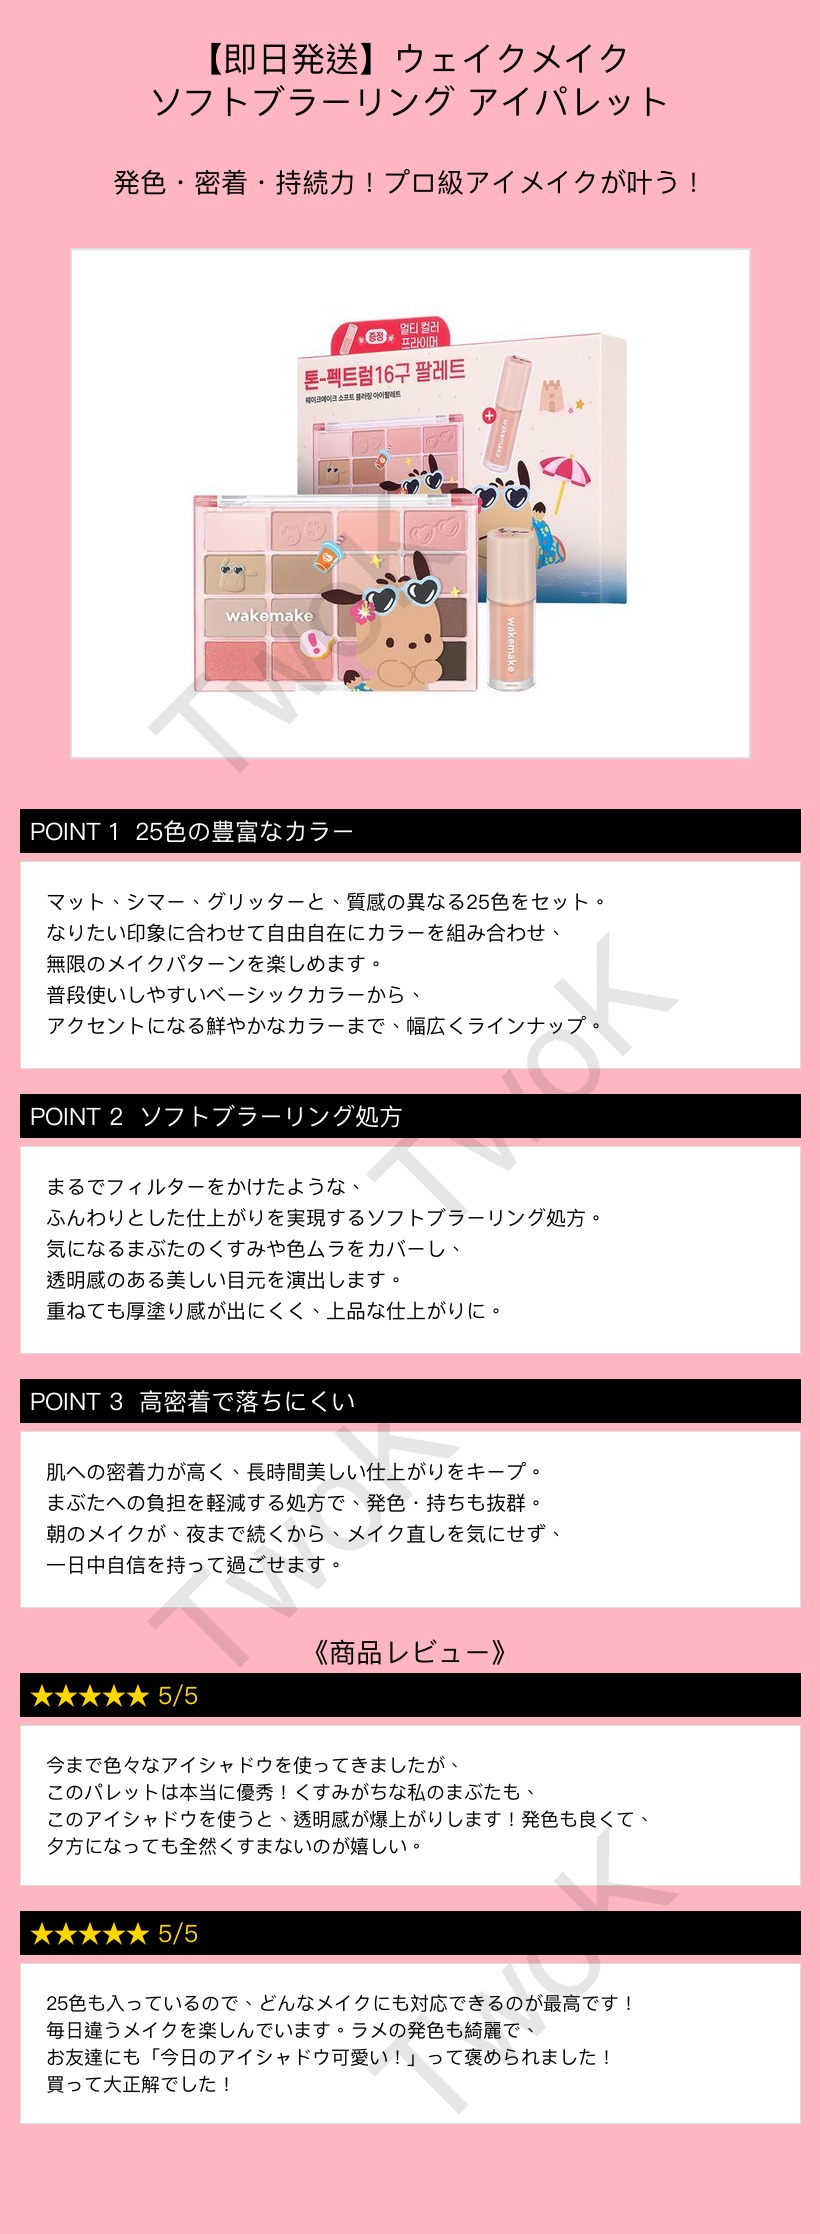 【即日発送】ウェイクメイク
ソフトブラーリング アイパレット
発色・密着・持続力！プロ級アイメイクが叶う！
증정
멀티 컬러
프라이머
톤-펙트럼16구 팔레트
웨이크메이크 소프트 블러링 아이팔레트
wakemake
wakemake
wakemake
TwoK
POINT 1 25色の豊富なカラー
マット、シマー、グリッターと、質感の異なる25色をセット。
なりたい印象に合わせて自由自在にカラーを組み合わせ、
無限のメイクパターンを楽しめます。
普段使いしやすいベーシックカラーから、
アクセントになる鮮やかなカラーまで、幅広くラインナップ。
TwoK
POINT 2 ソフトブラーリング処方
まるでフィルターをかけたような、
ふんわりとした仕上がりを実現するソフトブラーリング処方。
気になるまぶたのくすみや色ムラをカバーし、
透明感のある美しい目元を演出します。
重ねても厚塗り感が出にくく、上品な仕上がりに。
POINT 3 高密着で落ちにくい
肌への密着力が高く、長時間美しい仕上がりをキープ。
まぶたへの負担を軽減する処方で、発色・持ちも抜群。
朝のメイクが、夜まで続くから、メイク直しを気にせず、
一日中自信を持って過ごせます。
TwoK
《商品レビュー》
★★★★★ 5/5
今まで色々なアイシャドウを使ってきましたが、
このパレットは本当に優秀！くすみがちな私のまぶたも、
このアイシャドウを使うと、透明感が爆上がりします！発色も良くて、
夕方になっても全然くすまないのが嬉しい。
★★★★★ 5/5
25色も入っているので、どんなメイクにも対応できるのが最高です！
毎日違うメイクを楽しんでいます。ラメの発色も綺麗で、
お友達にも「今日のアイシャドウ可愛い！」って褒められました！
買って大正解でした！
TwoK